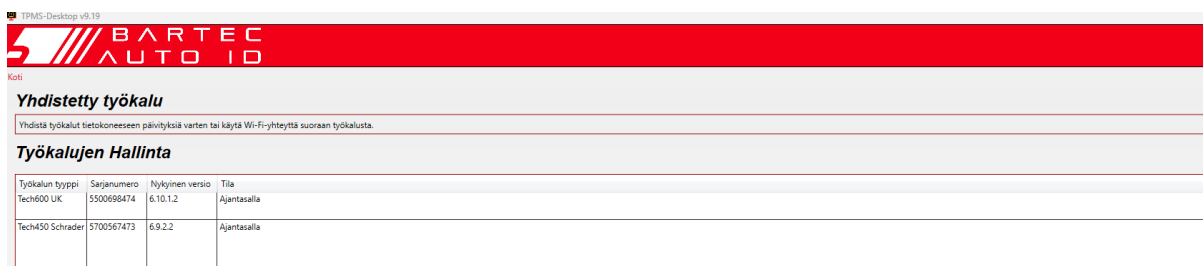 TPMS-Desktop v9.19
BARTEC
AUTO ID
Koti
Yhdistetty työkalu
Yhdistä työkalut tietokoneeseen päivityksiä varten tai käytä Wi-Fi-yhteyttä suoraan työkalusta.
Työkalujen Hallinta
Työkalun tyyppi Sarjanumero Nykyinen versio Tila
Tech600 UK 5500698474 6.10.1.2 Ajantasalla
Tech450 Schrader 5700567473 6.9.2.2 Ajantasalla